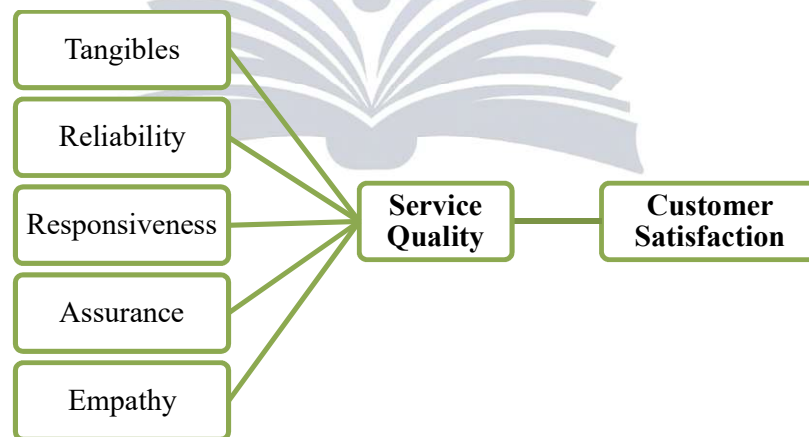 Tangibles
Reliability
Responsiveness
Assurance
Empathy
Service
Quality
Customer
Satisfaction